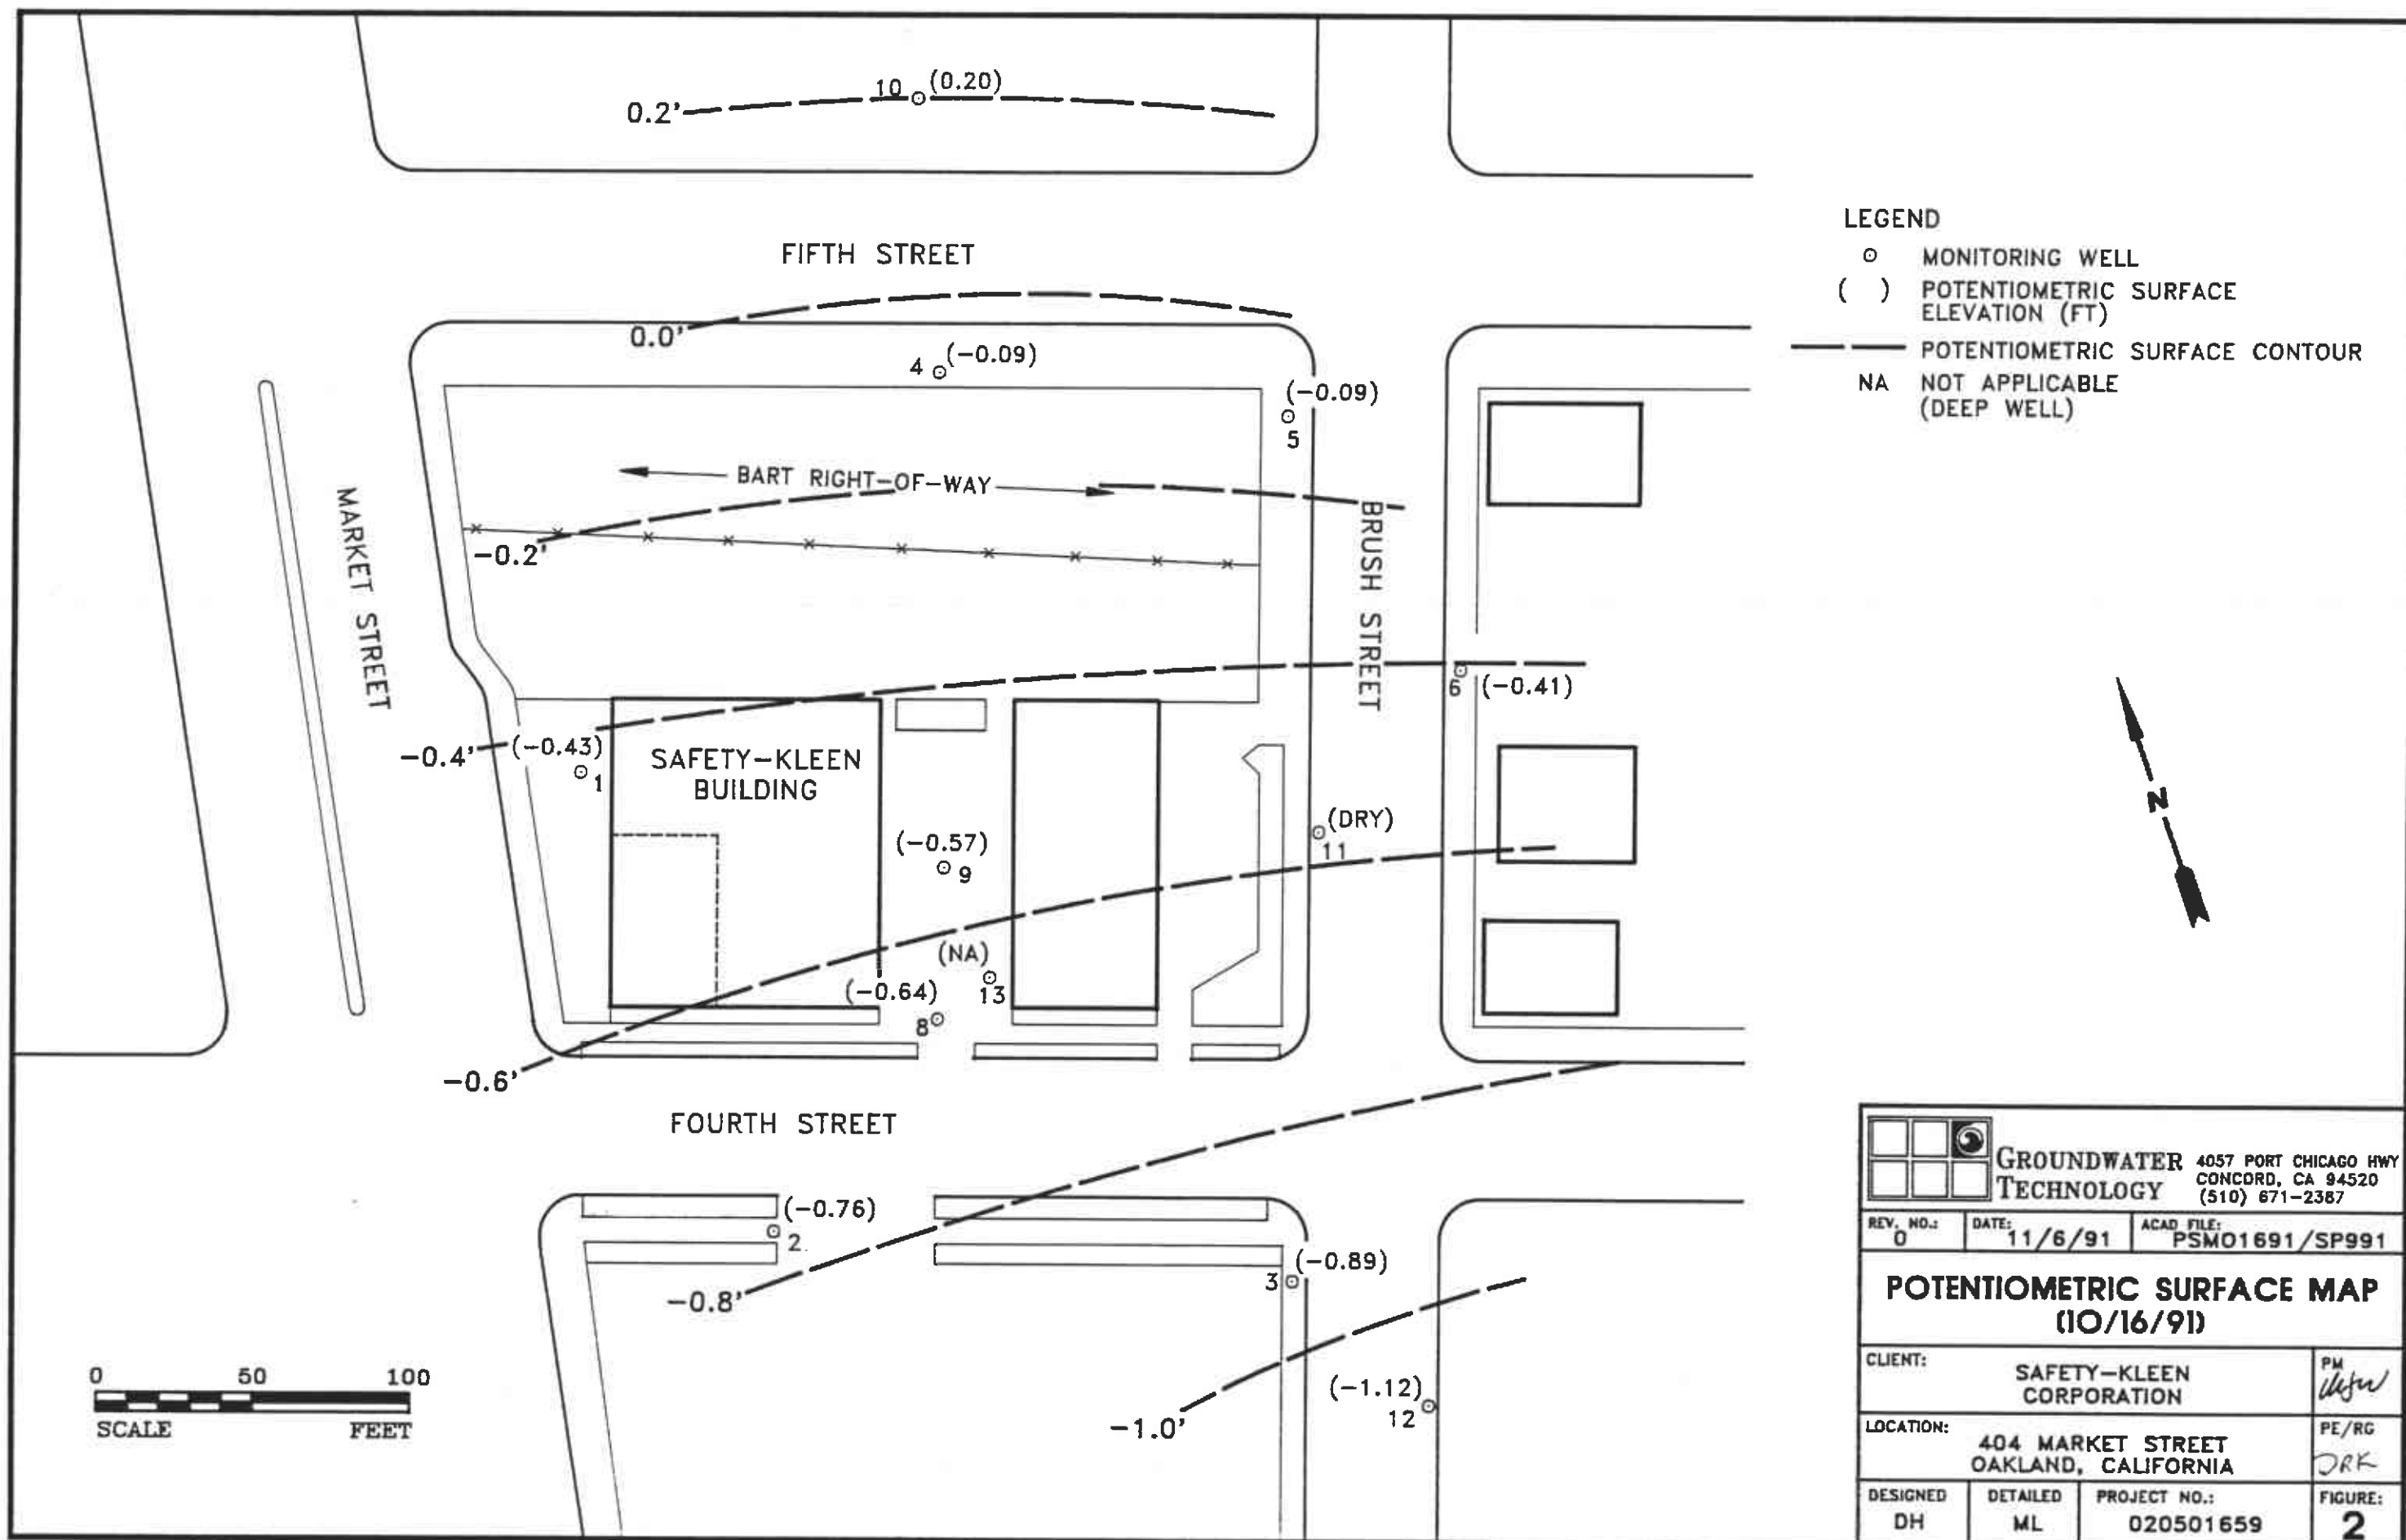 10 (0.20)
0.2'
FIFTH STREET
0.0'
4 (-0.09)
(-0.09)
5
BART RIGHT-OF-WAY
-0.2'
MARKET STREET
BRUSH STREET
6 (-0.41)
-0.4'
(-0.43)
1
SAFETY-KLEEN
BUILDING
(-0.57)
9
(DRY)
11
(NA)
13
(-0.64)
8
-0.6'
FOURTH STREET
(-0.76)
2
-0.8'
(-0.89)
3
-1.0'
(-1.12)
12
0 50 100
SCALE FEET
LEGEND
MONITORING WELL
( ) POTENTIOMETRIC SURFACE
ELEVATION (FT)
POTENTIOMETRIC SURFACE CONTOUR
NA NOT APPLICABLE
(DEEP WELL)
N
GROUNDWATER
TECHNOLOGY
4057 PORT CHICAGO HWY
CONCORD, CA 94520
(510) 671-2387
REV. NO.:
0
DATE:
11/6/91
ACAD FILE:
PSMO1691/SP991
POTENTIOMETRIC SURFACE MAP
(10/16/91)
CLIENT:
SAFETY-KLEEN
CORPORATION
PM
LOCATION:
404 MARKET STREET
OAKLAND, CALIFORNIA
PE/RG
DRK
DESIGNED
DH
DETAILED
ML
PROJECT NO.:
020501659
FIGURE:
2